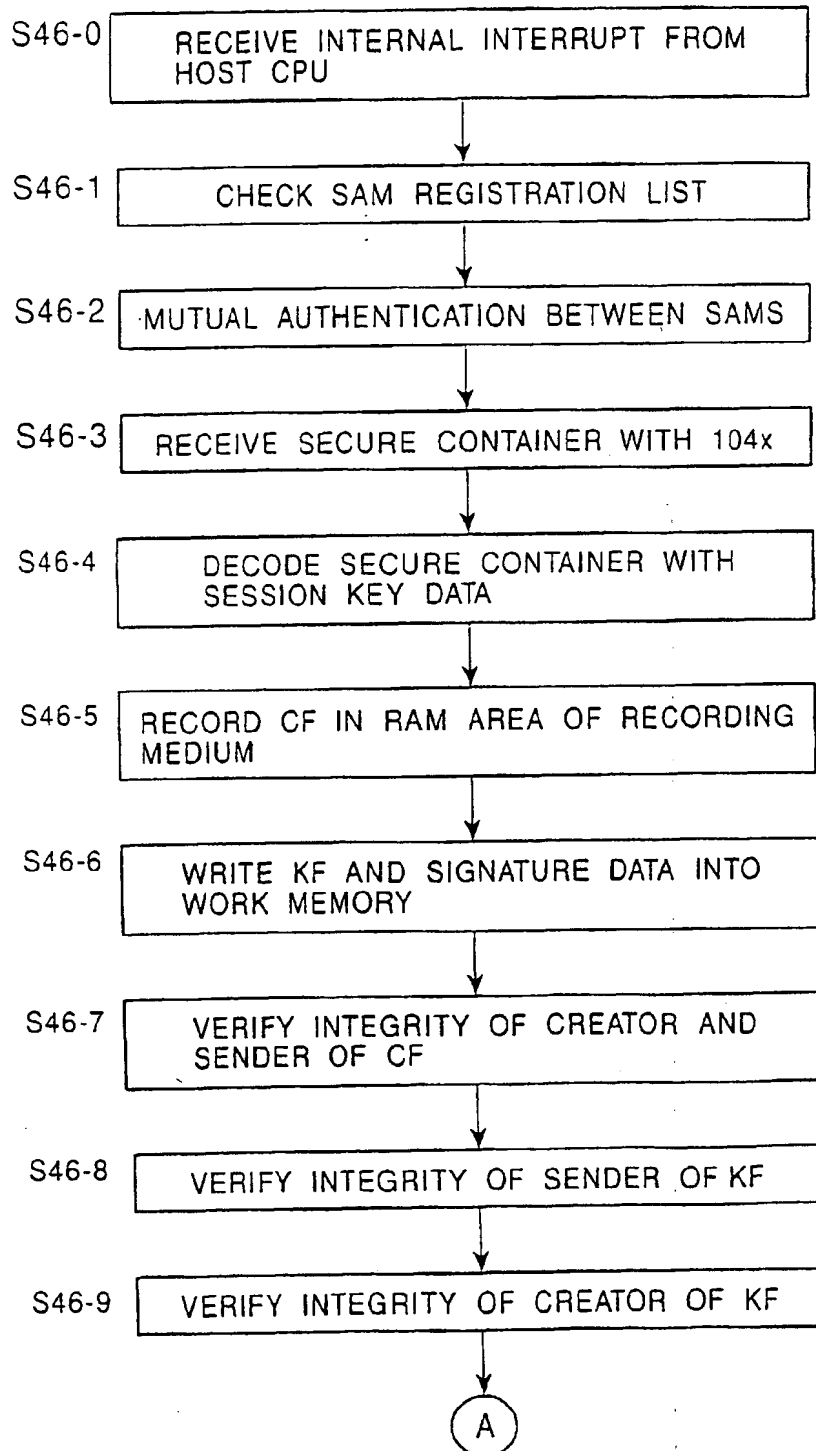 S46-0
RECEIVE INTERNAL INTERRUPT FROM
HOST CPU
S46-1
CHECK SAM REGISTRATION LIST
S46-2
MUTUAL AUTHENTICATION BETWEEN SAMS
S46-3
RECEIVE SECURE CONTAINER WITH 104x
S46-4
DECODE SECURE CONTAINER WITH
SESSION KEY DATA
S46-5
RECORD CF IN RAM AREA OF RECORDING
MEDIUM
S46-6
WRITE KF AND SIGNATURE DATA INTO
WORK MEMORY
S46-7
VERIFY INTEGRITY OF CREATOR AND
SENDER OF CF
S46-8
VERIFY INTEGRITY OF SENDER OF KF
S46-9
VERIFY INTEGRITY OF CREATOR OF KF
A